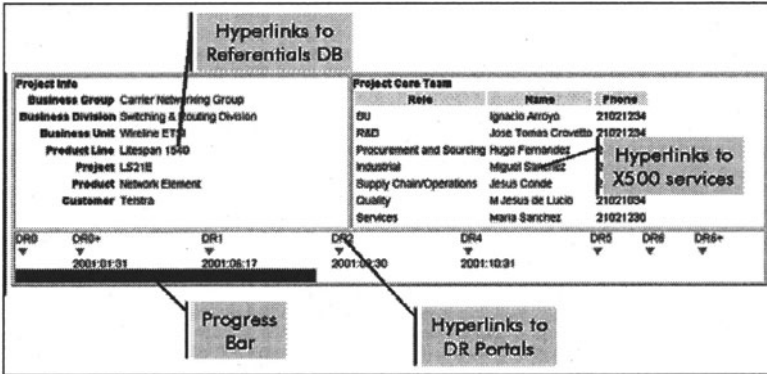 Hyperlinks to
Referentials DB
Project Info
Business Group Carrier Networking Group
Business Division Switching & Routing Division
Business Unit Wireline ETSI
Product Line Litespan 1540
Project LS21E
Product Network Element
Customer Telstra
Project Core Team
Role Name Phone
BU Ignacio Arroyo 21021234
R&D Jose Tomas Crovetto 21021234
Procurement and Sourcing Hugo Fernandez
Industrial Miguel Sanchez
Supply Chain/Operations Jesus Conde
Quality M Jesus de Lucio 21021034
Services Maria Sanchez 21021230
Hyperlinks to
X500 services
DR0 DR0+ DR1 DR2 DR4 DR5 DR6 DR6+
2001:01:31 2001:06:17 2001:09:30 2001:10:31
Progress
Bar
Hyperlinks to
DR Portals